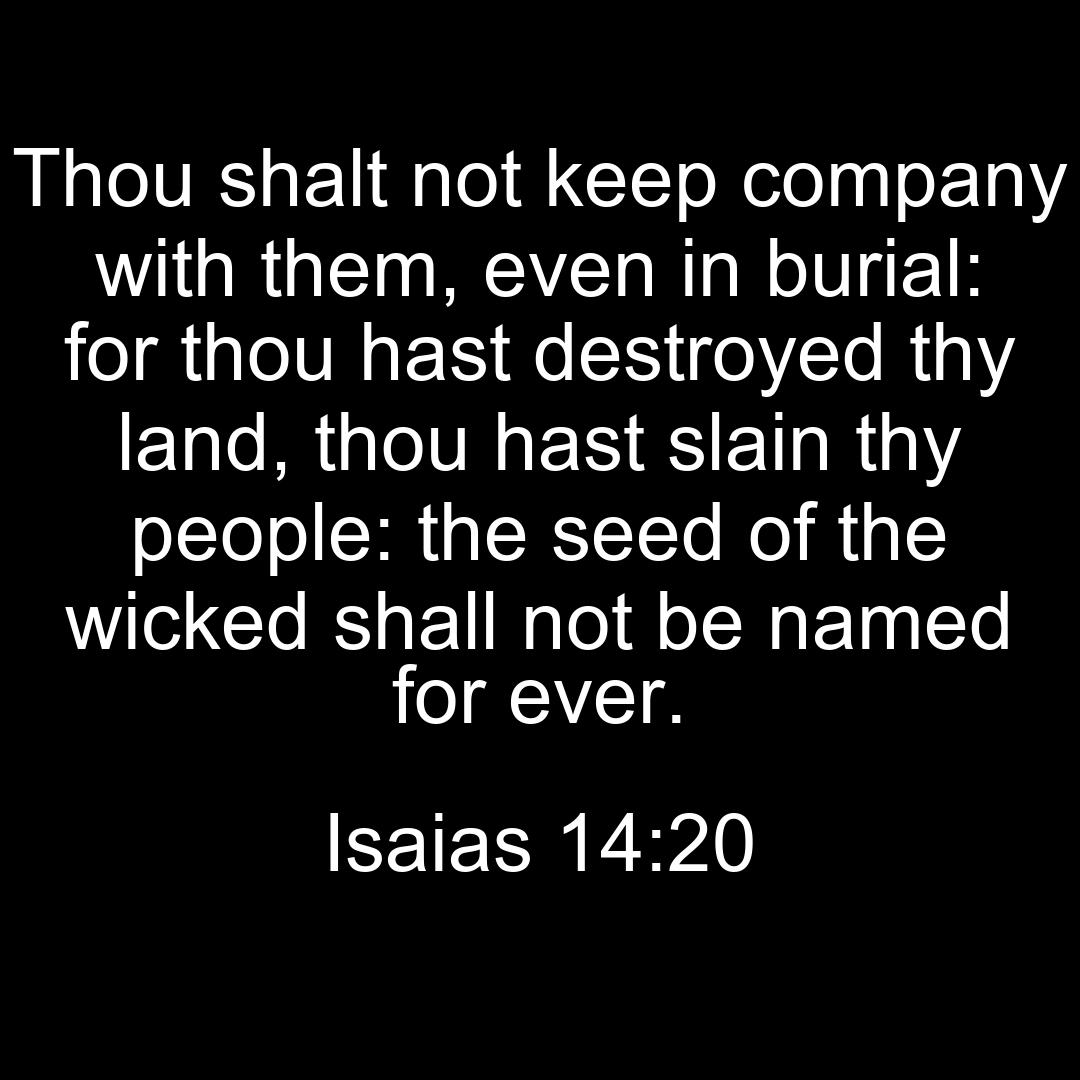 Thou shalt not keep company
with them, even in burial:
for thou hast destroyed thy
land, thou hast slain thy
people: the seed of the
wicked shall not be named
for ever.
Isaias 14:20